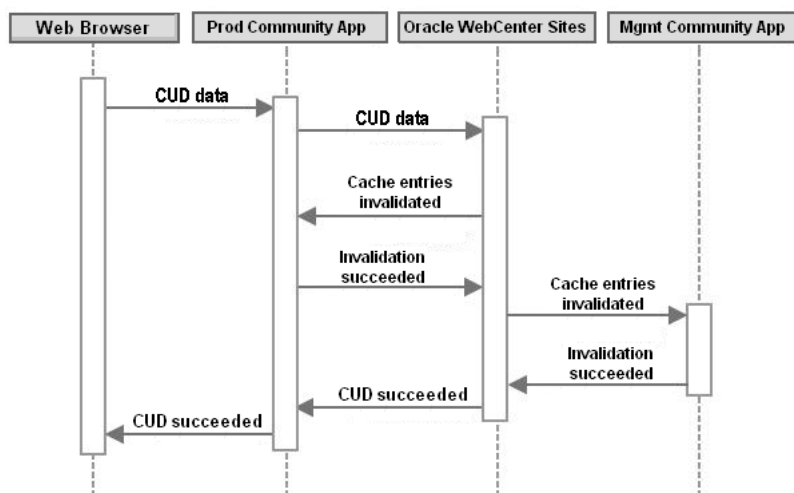 Web Browser
Prod Community App
Oracle WebCenter Sites
Mgmt Community App
CUD data
CUD data
Cache entries
invalidated
Invalidation
succeeded
Cache entries
invalidated
Invalidation
succeeded
CUD succeeded
CUD succeeded